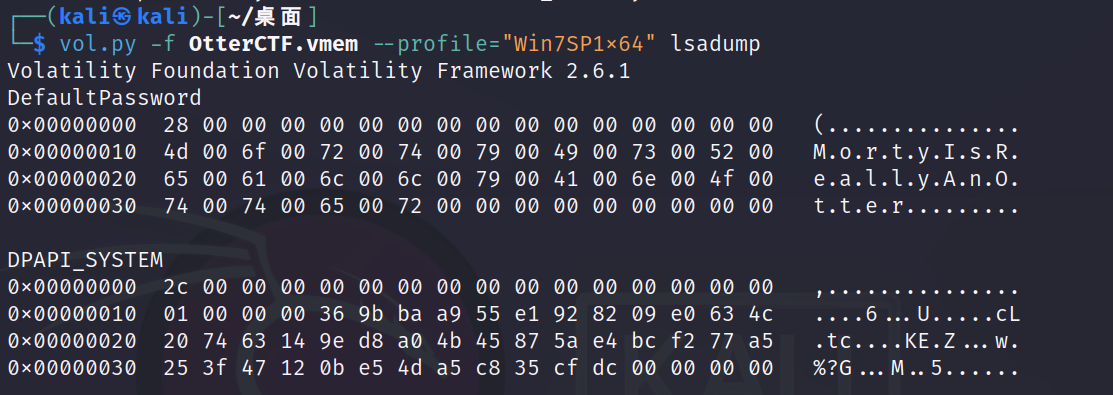 ┌──(kali㉿kali)-[~/桌面]
└─$ vol.py -f OtterCTF.vmem --profile="Win7SP1x64" lsadump
Volatility Foundation Volatility Framework 2.6.1
DefaultPassword
0x00000000  28 00 00 00 00 00 00 00 00 00 00 00 00 00 00 00   (...............
0x00000010  4d 00 6f 00 72 00 74 00 79 00 49 00 73 00 52 00   M.o.r.t.y.I.s.R.
0x00000020  65 00 61 00 6c 00 6c 00 79 00 41 00 6e 00 4f 00   e.a.l.l.y.A.n.O.
0x00000030  74 00 74 00 65 00 72 00 00 00 00 00 00 00 00 00   t.t.e.r.........
DPAPI_SYSTEM
0x00000000  2c 00 00 00 00 00 00 00 00 00 00 00 00 00 00 00   ,...............
0x00000010  01 00 00 00 36 9b ba a9 55 e1 92 82 09 e0 63 4c   ....6...U.....cL
0x00000020  20 74 63 14 9e d8 a0 4b 45 87 5a e4 bc f2 77 a5   .tc....KE.Z...w.
0x00000030  25 3f 47 12 0b e5 4d a5 c8 35 cf dc 00 00 00 00   %?G...M..5......